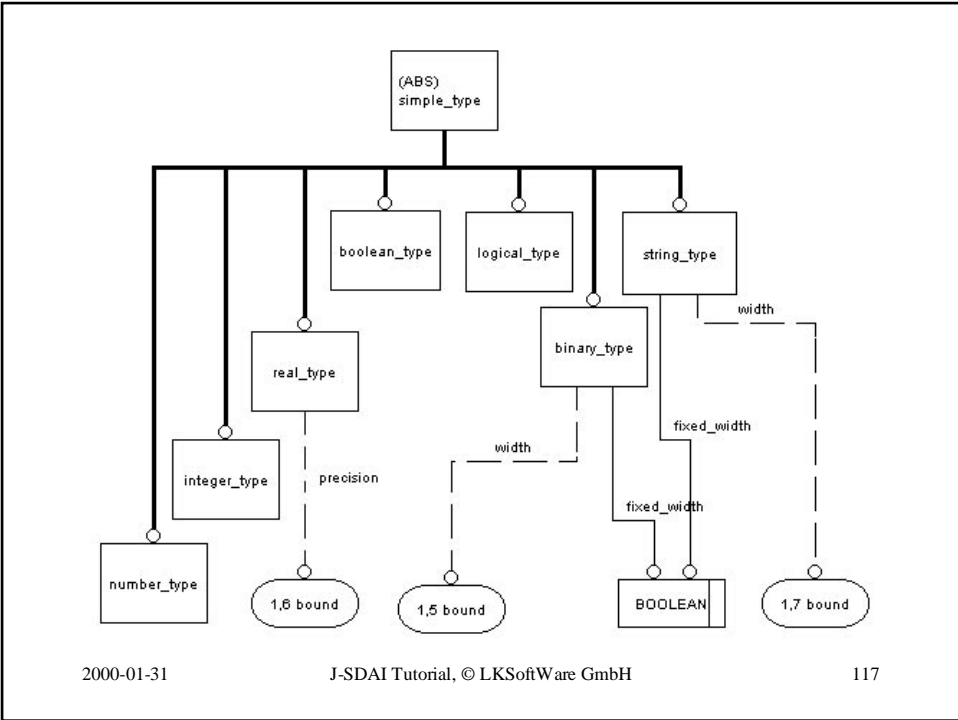 (ABS)
simple_type
boolean_type
logical_type
string_type
width
binary_type
real_type
fixed_width
width
integer_type
precision
fixed_width
number_type
1,6 bound
1,5 bound
BOOLEAN
1,7 bound
2000-01-31
J-SDAI Tutorial, © LKSoftWare GmbH
117